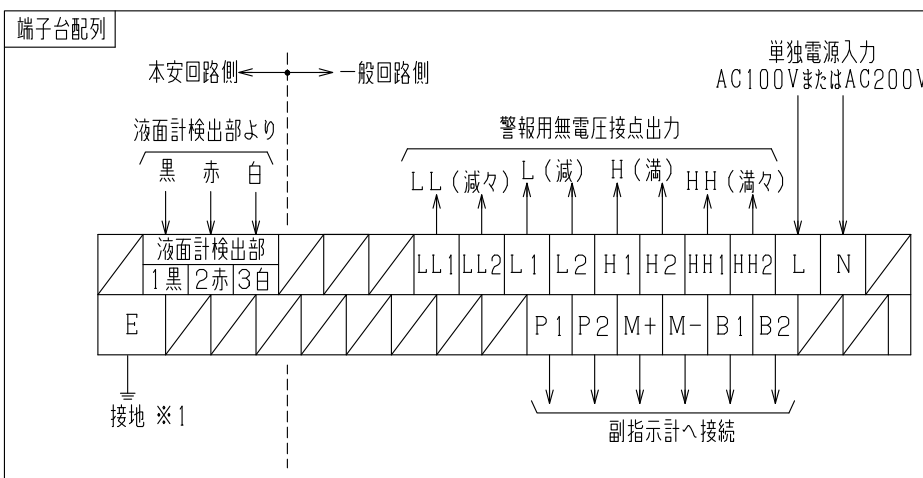 端子台配列
本安回路側 一般回路側
単独電源入力
AC100VまたはAC200V
液面計検出部より
警報用無電圧接点出力
黒 赤 白
LL(減々) L(減) H(満) HH(満々)
液面計検出部
1黒 2赤 3白
LL1 LL2 L1 L2 H1 H2 HH1 HH2 L N
E P1 P2 M+ M- B1 B2
接地 ※1
副指示計へ接続